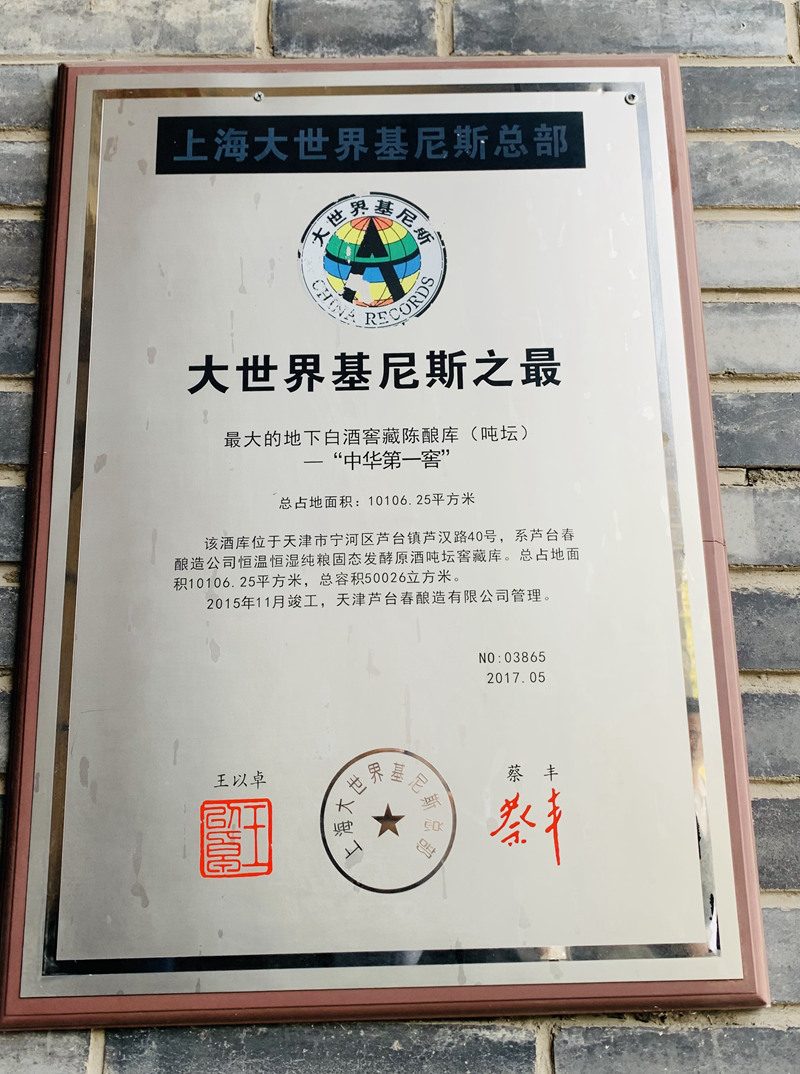 上海大世界基尼斯总部
大世界基尼斯
CHINA RECORDS
大世界基尼斯之最
最大的地下白酒窖藏陈酿库（吨坛）
—“中华第一窖”
总占地面积：10106.25平方米
该酒库位于天津市宁河区芦台镇芦汉路40号，系芦台春
酿造公司恒温恒湿纯粮固态发酵原酒吨坛窖藏库。总占地面
积10106.25平方米，总容积50026立方米。
2015年11月竣工，天津芦台春酿造有限公司管理。
NO:03865
2017.05
王以卓
上海大世界基尼斯总部
蔡 丰
蔡丰